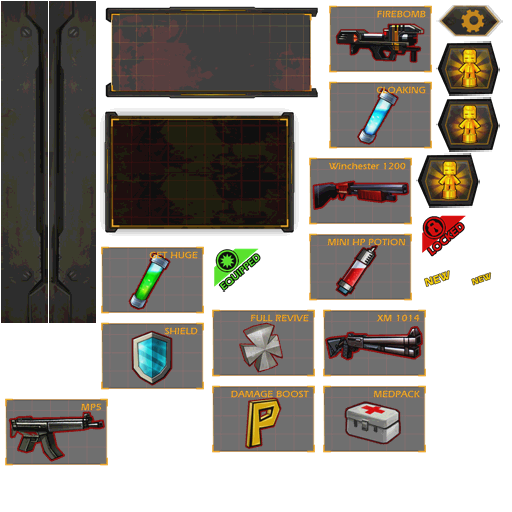 FIREBOMB
CLOAKING
Winchester 1200
LOCKED
MINI HP POTION
GET HUGE
EQUIPPED
NEW
NEW
FULL REVIVE
XM 1014
SHIELD
DAMAGE BOOST
MEDPACK
MP5
P